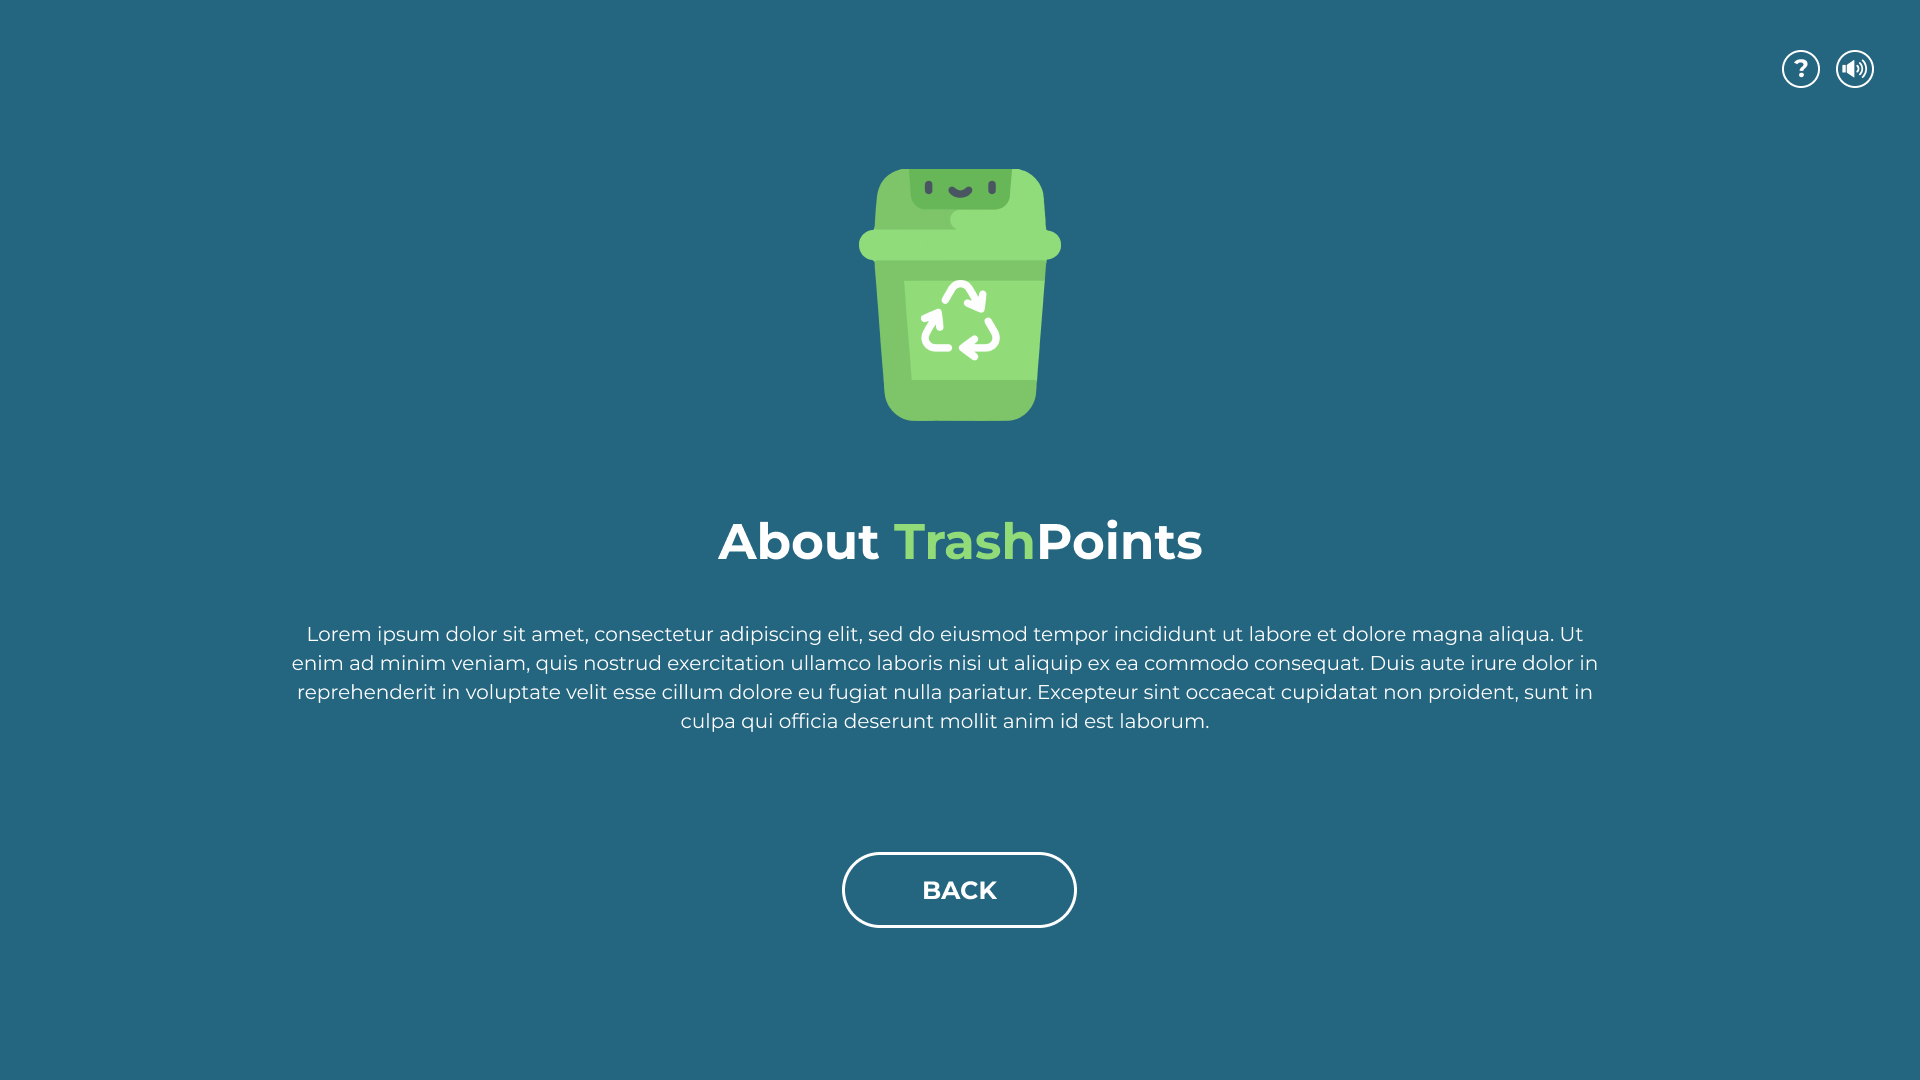 ?
About TrashPoints
Lorem ipsum dolor sit amet, consectetur adipiscing elit, sed do eiusmod tempor incididunt ut labore et dolore magna aliqua. Ut
enim ad minim veniam, quis nostrud exercitation ullamco laboris nisi ut aliquip ex ea commodo consequat. Duis aute irure dolor in
reprehenderit in voluptate velit esse cillum dolore eu fugiat nulla pariatur. Excepteur sint occaecat cupidatat non proident, sunt in
culpa qui officia deserunt mollit anim id est laborum.
BACK